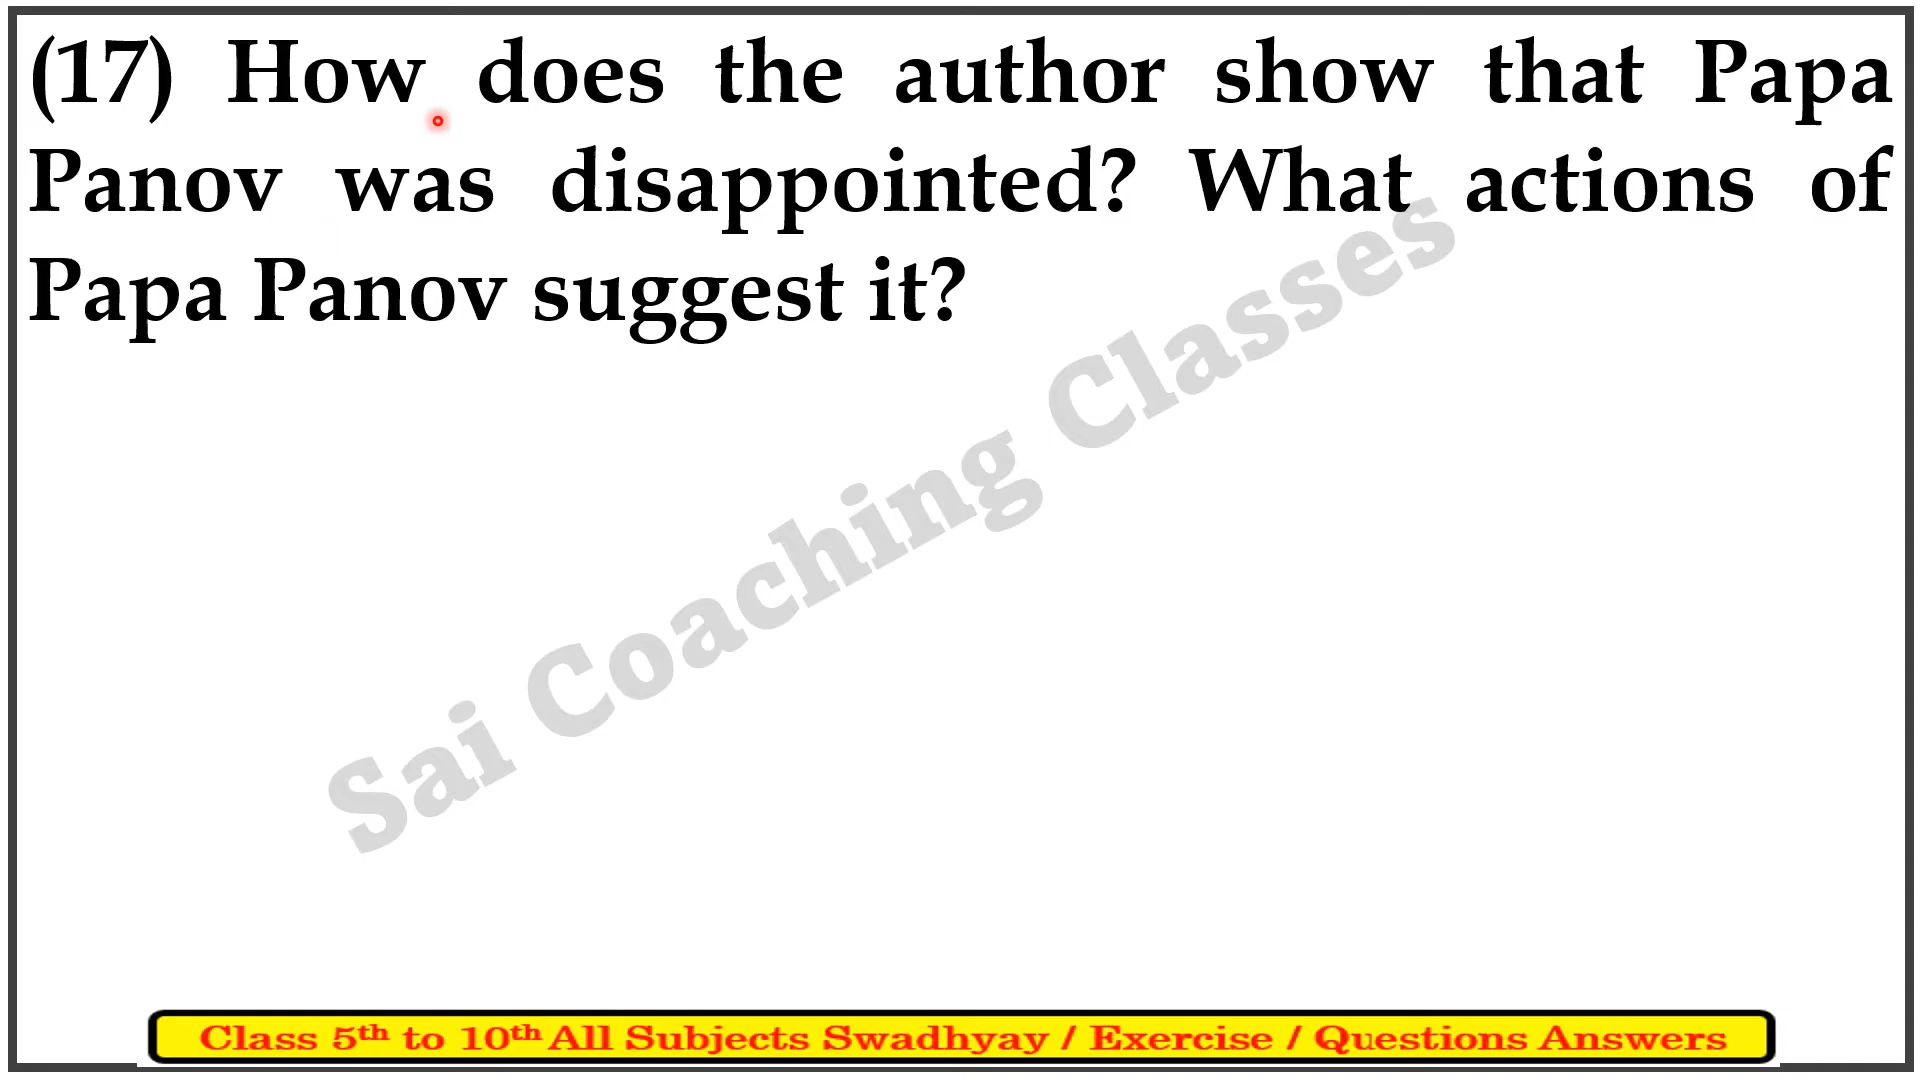 (17) How does the author show that Papa
Panov was disappointed? What actions of
Papa Panov suggest it?
Sai Coaching Classes
Class 5th to 10th All Subjects Swadhyay / Exercise / Questions Answers